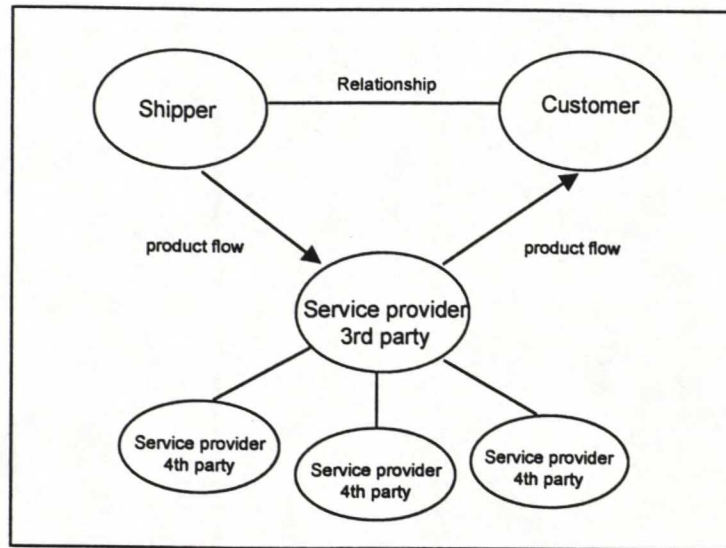 Relationship
Shipper
Customer
product flow
product flow
Service provider
3rd party
Service provider
4th party
Service provider
4th party
Service provider
4th party